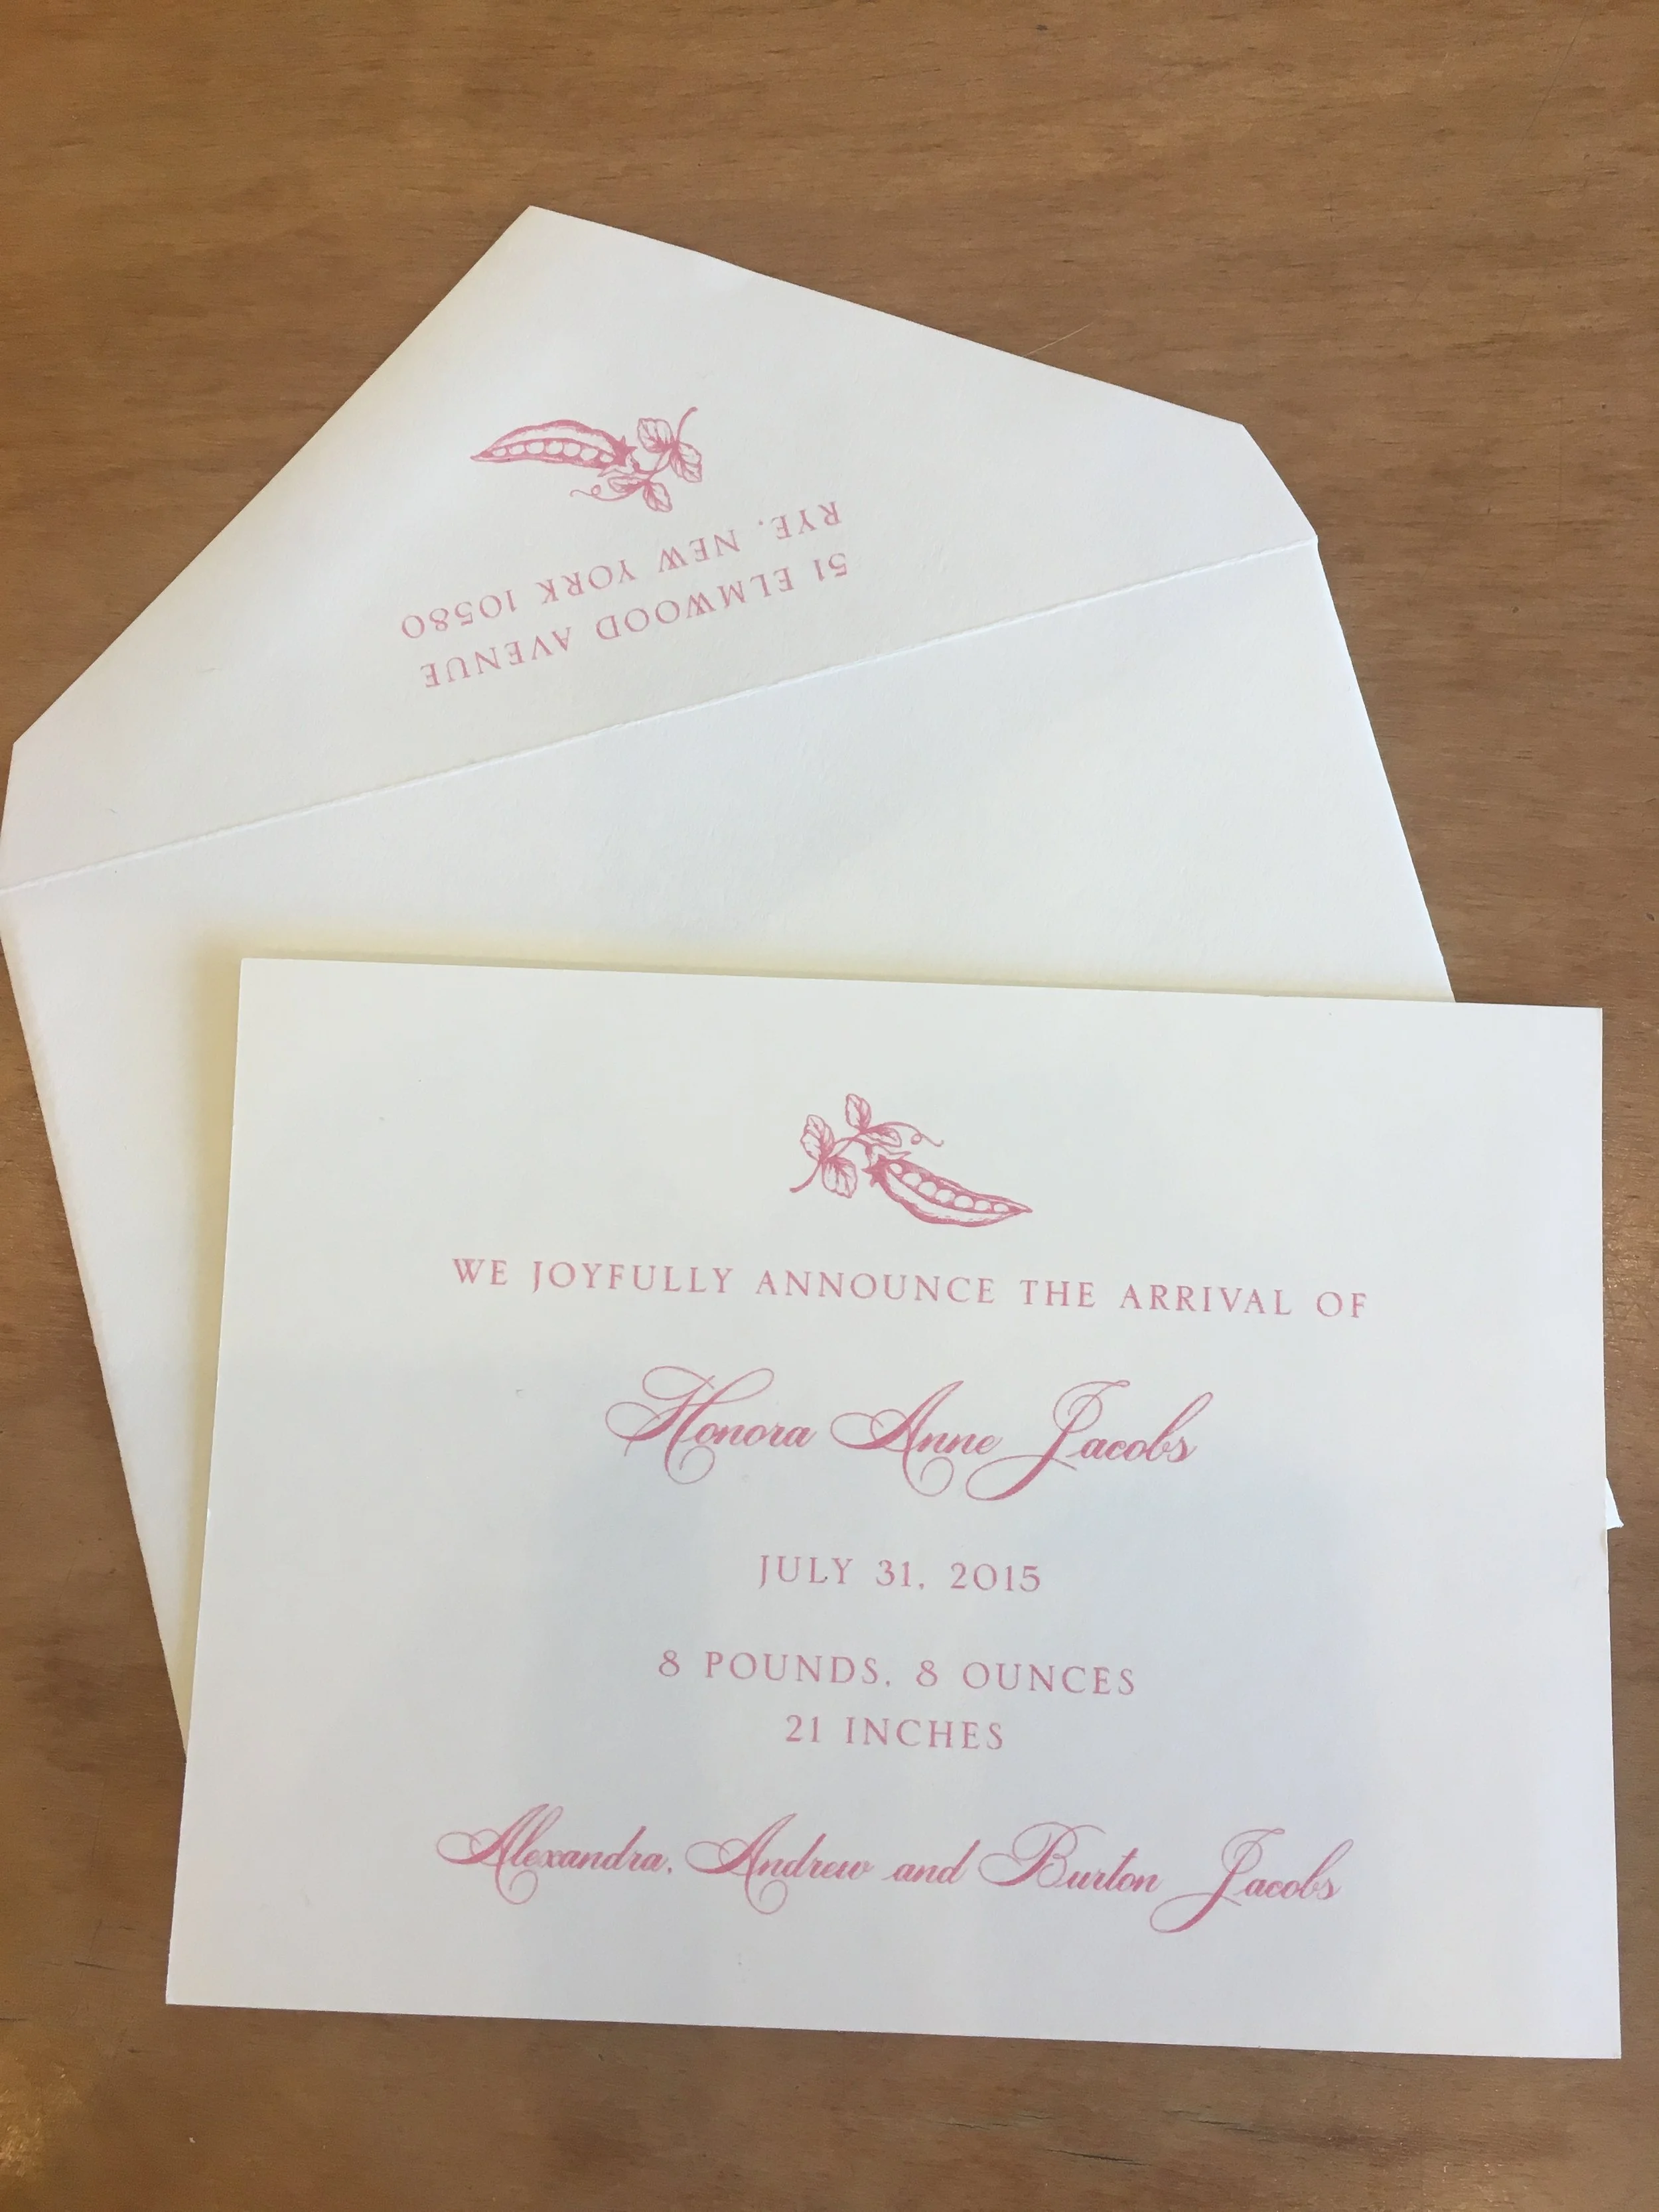 51 ELMWOOD AVENUE
RYE, NEW YORK 10580
WE JOYFULLY ANNOUNCE THE ARRIVAL OF
Honora Anne Jacobs
JULY 31, 2015
8 POUNDS, 8 OUNCES
21 INCHES
Alexandra, Andrew and Burton Jacobs